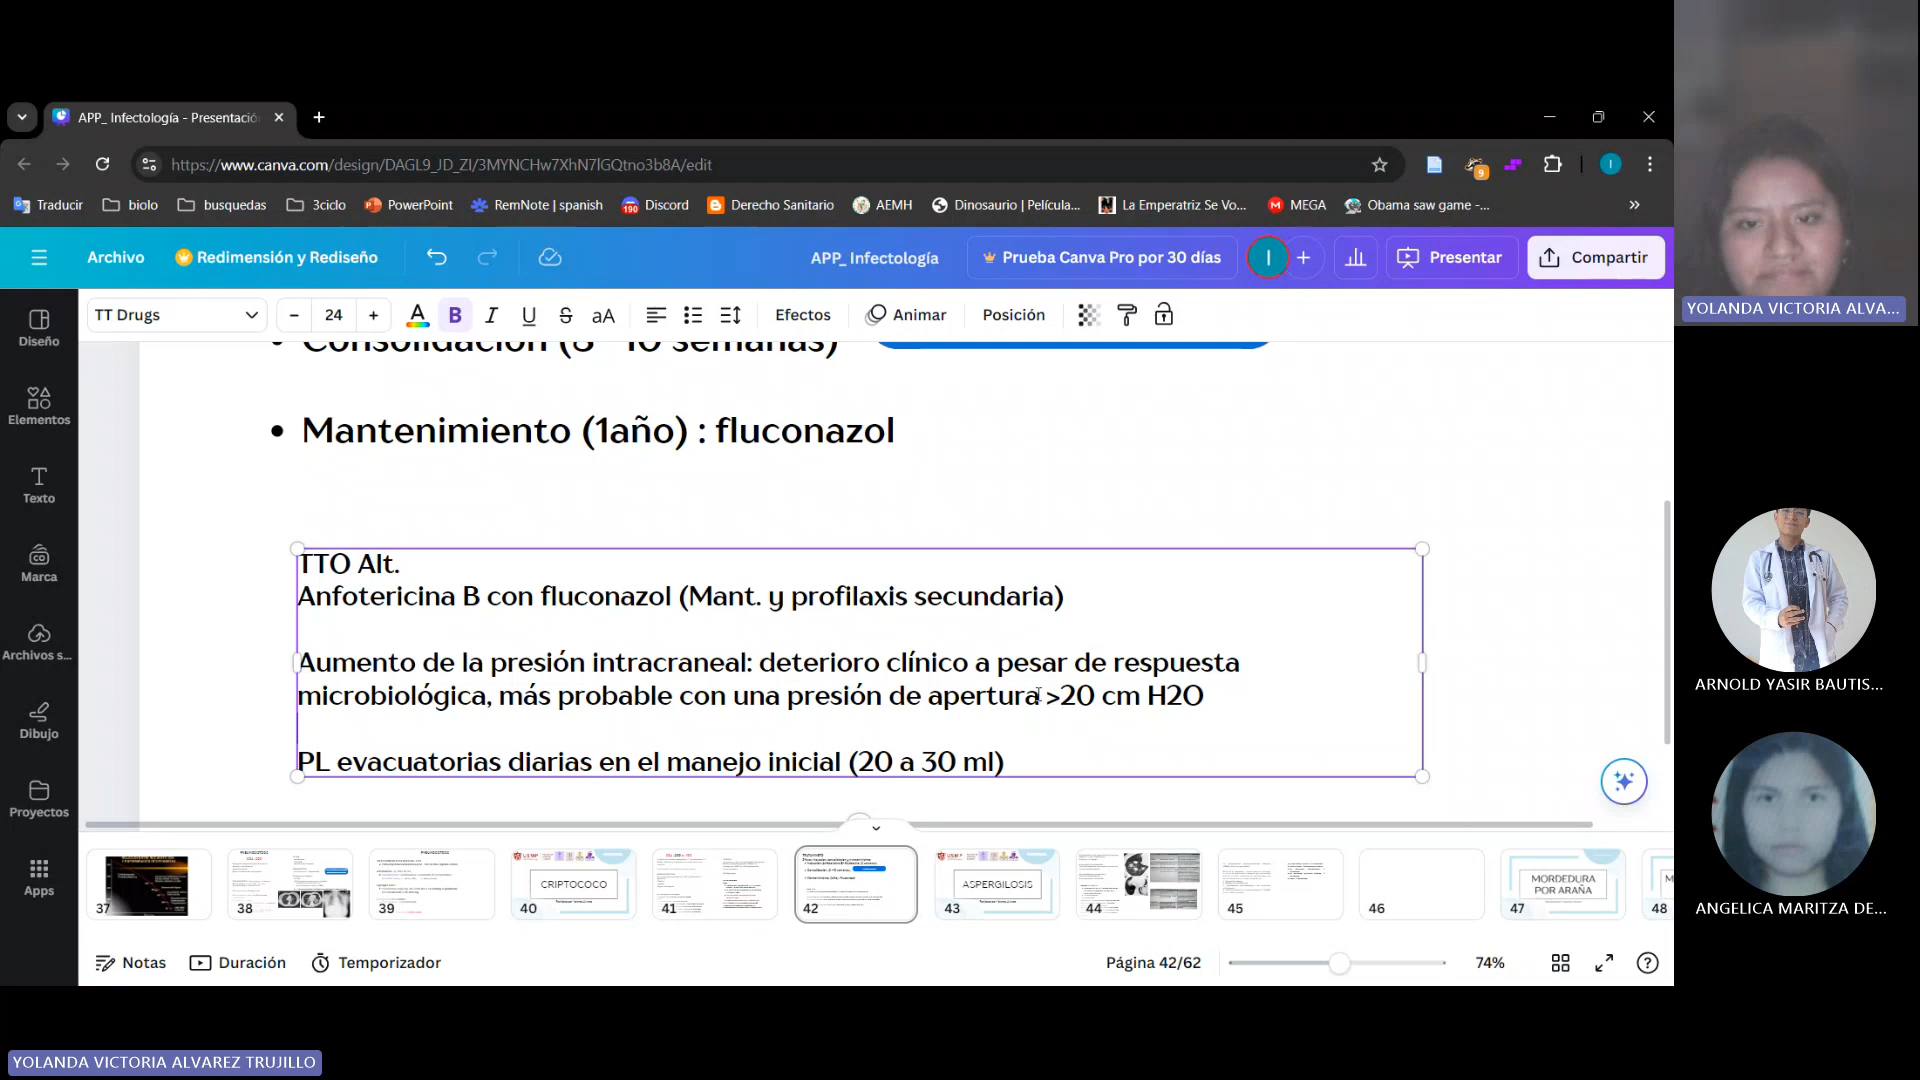 APP_ Infectología - Presentació
https://www.canva.com/design/DAGL9_JD_ZI/3MYNCHw7XhN7lGQtno3b8A/edit
Traducir
biolo
busquedas
3ciclo
PowerPoint
RemNote | spanish
Discord
Derecho Sanitario
AEMH
Dinosaurio | Película...
La Emperatriz Se Vo...
MEGA
Obama saw game -...
Archivo
Redimensión y Rediseño
APP_ Infectología
Prueba Canva Pro por 30 días
Presentar
Compartir
TT Drugs
24
Efectos
Animar
Posición
Diseño
Elementos
Texto
Marca
Archivos s...
Dibujo
Proyectos
Apps
• Consolidación (8 - 10 semanas)
• Mantenimiento (1año) : fluconazol
TTO Alt.
Anfotericina B con fluconazol (Mant. y profilaxis secundaria)
Aumento de la presión intracraneal: deterioro clínico a pesar de respuesta
microbiológica, más probable con una presión de apertura >20 cm H2O
PL evacuatorias diarias en el manejo inicial (20 a 30 ml)
37
38
39
CRIPTOCOCO
40
41
42
ASPERGILOSIS
43
44
45
46
MORDEDURA
POR ARAÑA
47
48
Notas
Duración
Temporizador
Página 42/62
74%
YOLANDA VICTORIA ALVA...
ARNOLD YASIR BAUTIS...
ANGELICA MARITZA DE...
YOLANDA VICTORIA ALVAREZ TRUJILLO